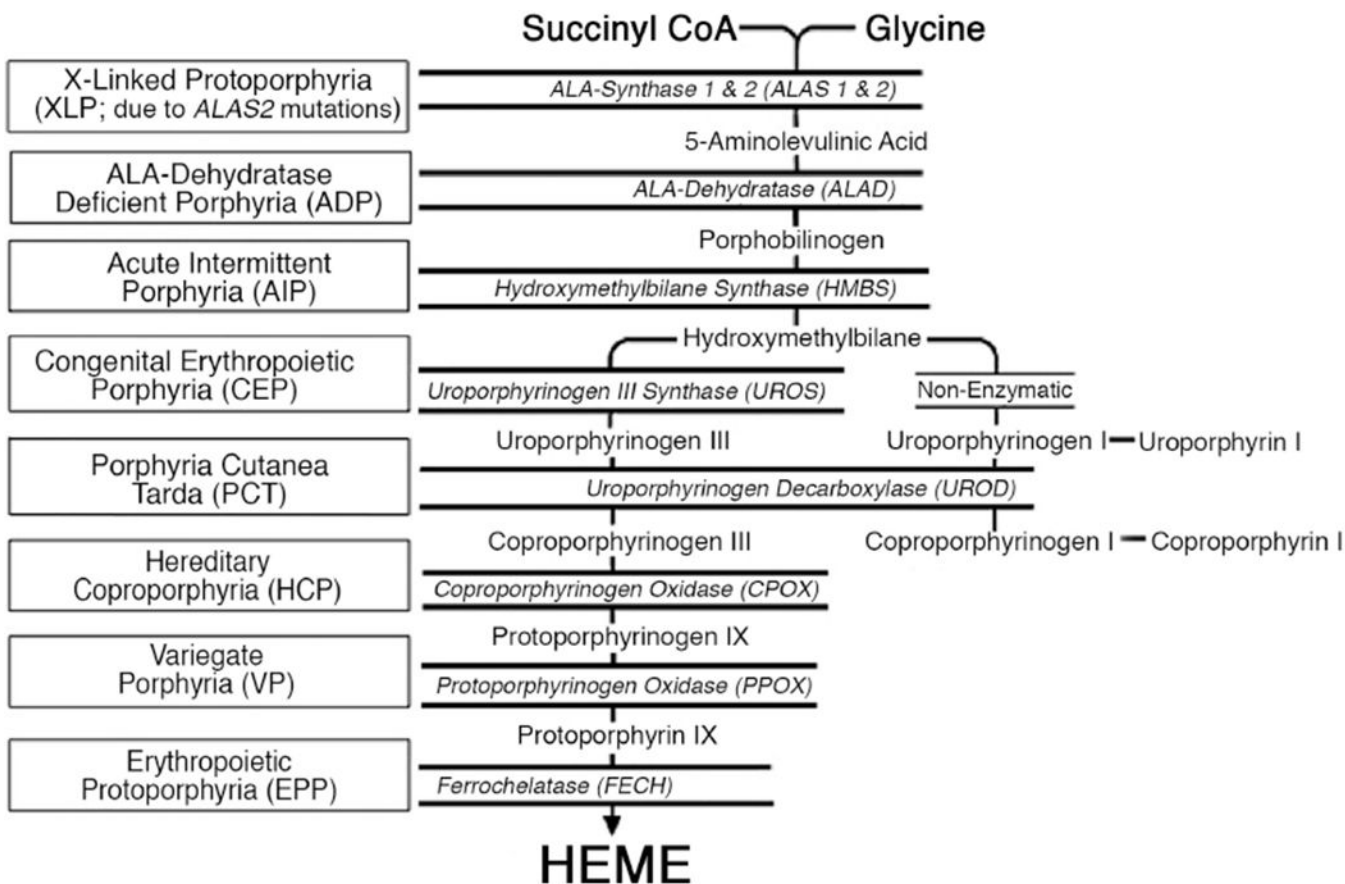 Succinyl CoA Glycine
X-Linked Protoporphyria
(XLP; due to ALAS2 mutations)
ALA-Synthase 1 & 2 (ALAS 1 & 2)
5-Aminolevulinic Acid
ALA-Dehydratase
Deficient Porphyria (ADP)
ALA-Dehydratase (ALAD)
Porphobilinogen
Acute Intermittent
Porphyria (AIP)
Hydroxymethylbilane Synthase (HMBS)
Hydroxymethylbilane
Congenital Erythropoietic
Porphyria (CEP)
Uroporphyrinogen III Synthase (UROS)
Non-Enzymatic
Uroporphyrinogen III
Uroporphyrinogen I
Uroporphyrin I
Porphyria Cutanea
Tarda (PCT)
Uroporphyrinogen Decarboxylase (UROD)
Coproporphyrinogen III
Coproporphyrinogen I
Coproporphyrin I
Hereditary
Coproporphyria (HCP)
Coproporphyrinogen Oxidase (CPOX)
Protoporphyrinogen IX
Variegate
Porphyria (VP)
Protoporphyrinogen Oxidase (PPOX)
Protoporphyrin IX
Erythropoietic
Protoporphyria (EPP)
Ferrochelatase (FECH)
HEME